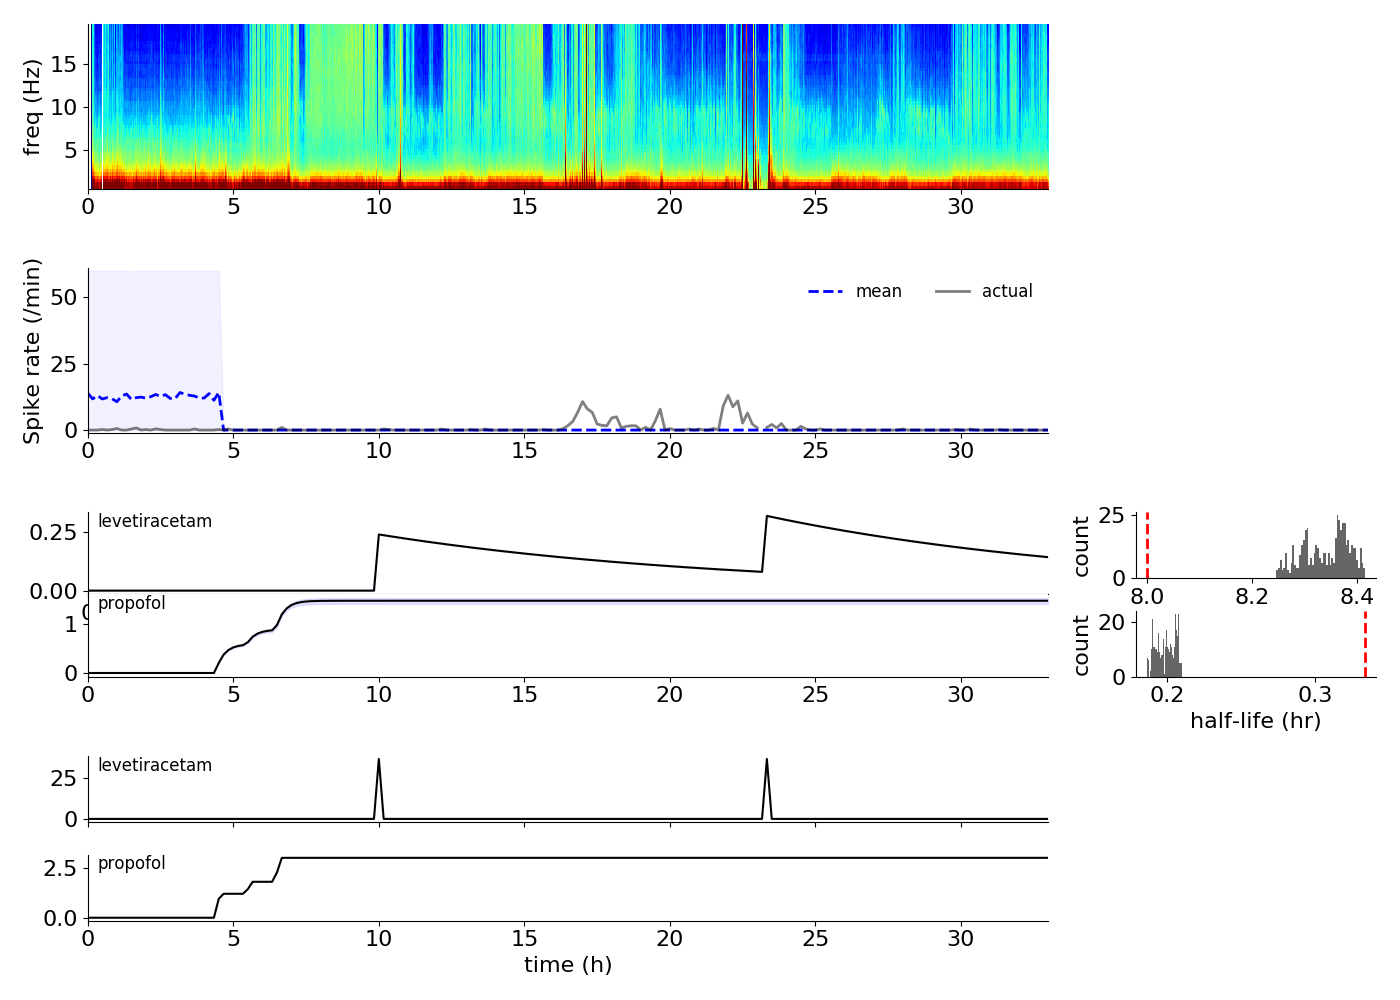 freq (Hz)
15
10
5
0 5 10 15 20 25 30
Spike rate (/min)
50
25
0
mean actual
0 5 10 15 20 25 30
levetiracetam
0.25
0.00
0
propofol
1
0
0 5 10 15 20 25 30
count
25
0
8.0 8.2 8.4
count
20
0
0.2 0.3
half-life (hr)
levetiracetam
25
0
propofol
2.5
0.0
0 5 10 15 20 25 30
time (h)